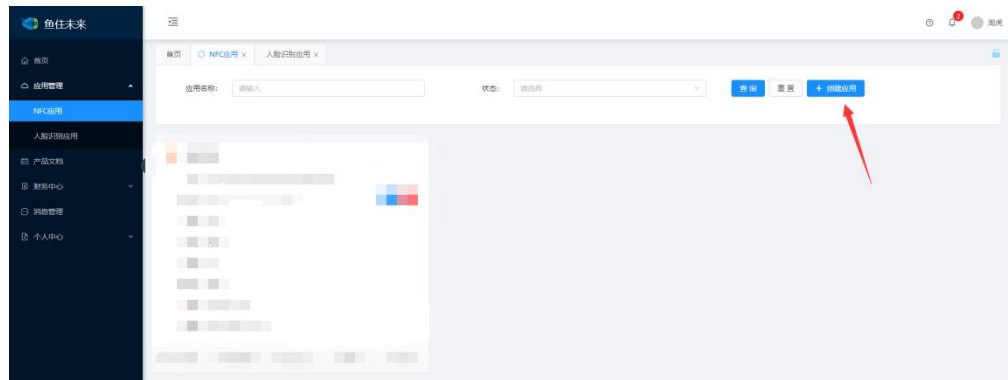 鱼住未来
2
周虎
首页
NFC应用 ×
人脸识别应用 ×
首页
应用管理
NFC应用
人脸识别应用
产品文档
财务中心
消息管理
个人中心
应用名称: 请输入
状态: 请选择
查 询
重 置
+ 创建应用